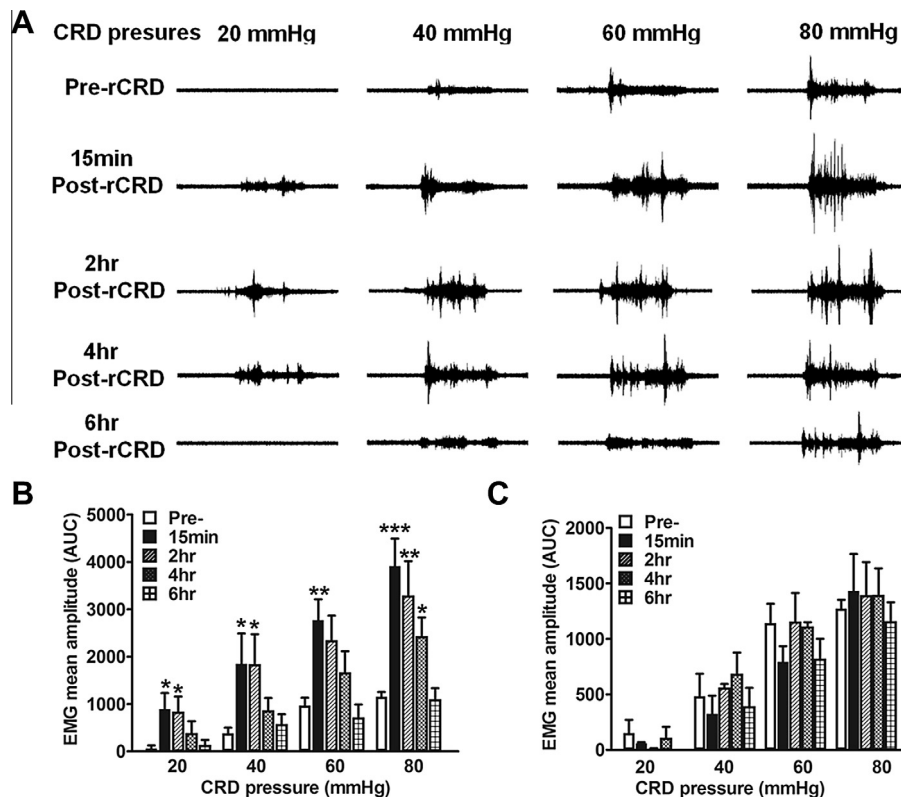 A
CRD presures 20 mmHg 40 mmHg 60 mmHg 80 mmHg
Pre-rCRD
15min
Post-rCRD
2hr
Post-rCRD
4hr
Post-rCRD
6hr
Post-rCRD
B
EMG mean amplitude (AUC)
5000
4000
3000
2000
1000
0
Pre-
15min
2hr
4hr
6hr
* * * * ** *** ** *
20 40 60 80
CRD pressure (mmHg)
C
EMG mean amplitude (AUC)
2000
1500
1000
500
0
Pre-
15min
2hr
4hr
6hr
20 40 60 80
CRD pressure (mmHg)